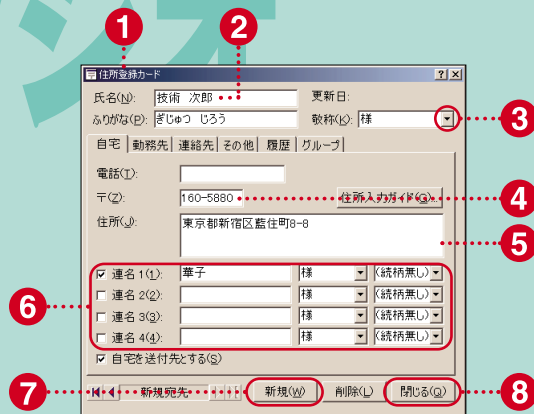 ジオ
1 2
住所登録カード
氏名(N): 技術 次郎 更新日:
ふりがな(P): ぎじゅつ じろう 敬称(K): 様 3
自宅 勤務先 連絡先 その他 履歴 グループ
電話(T):
〒(Z): 160-5880 住所入力ガイド(G)... 4
住所(J): 東京都新宿区藍住町8-8
5
連名1(1): 華子 様 (続柄無し)
6 連名2(2): 様 (続柄無し)
連名3(3): 様 (続柄無し)
連名4(4): 様 (続柄無し)
自宅を送付先とする(S)
7 新規宛先 新規(W) 削除(L) 閉じる(Q) 8